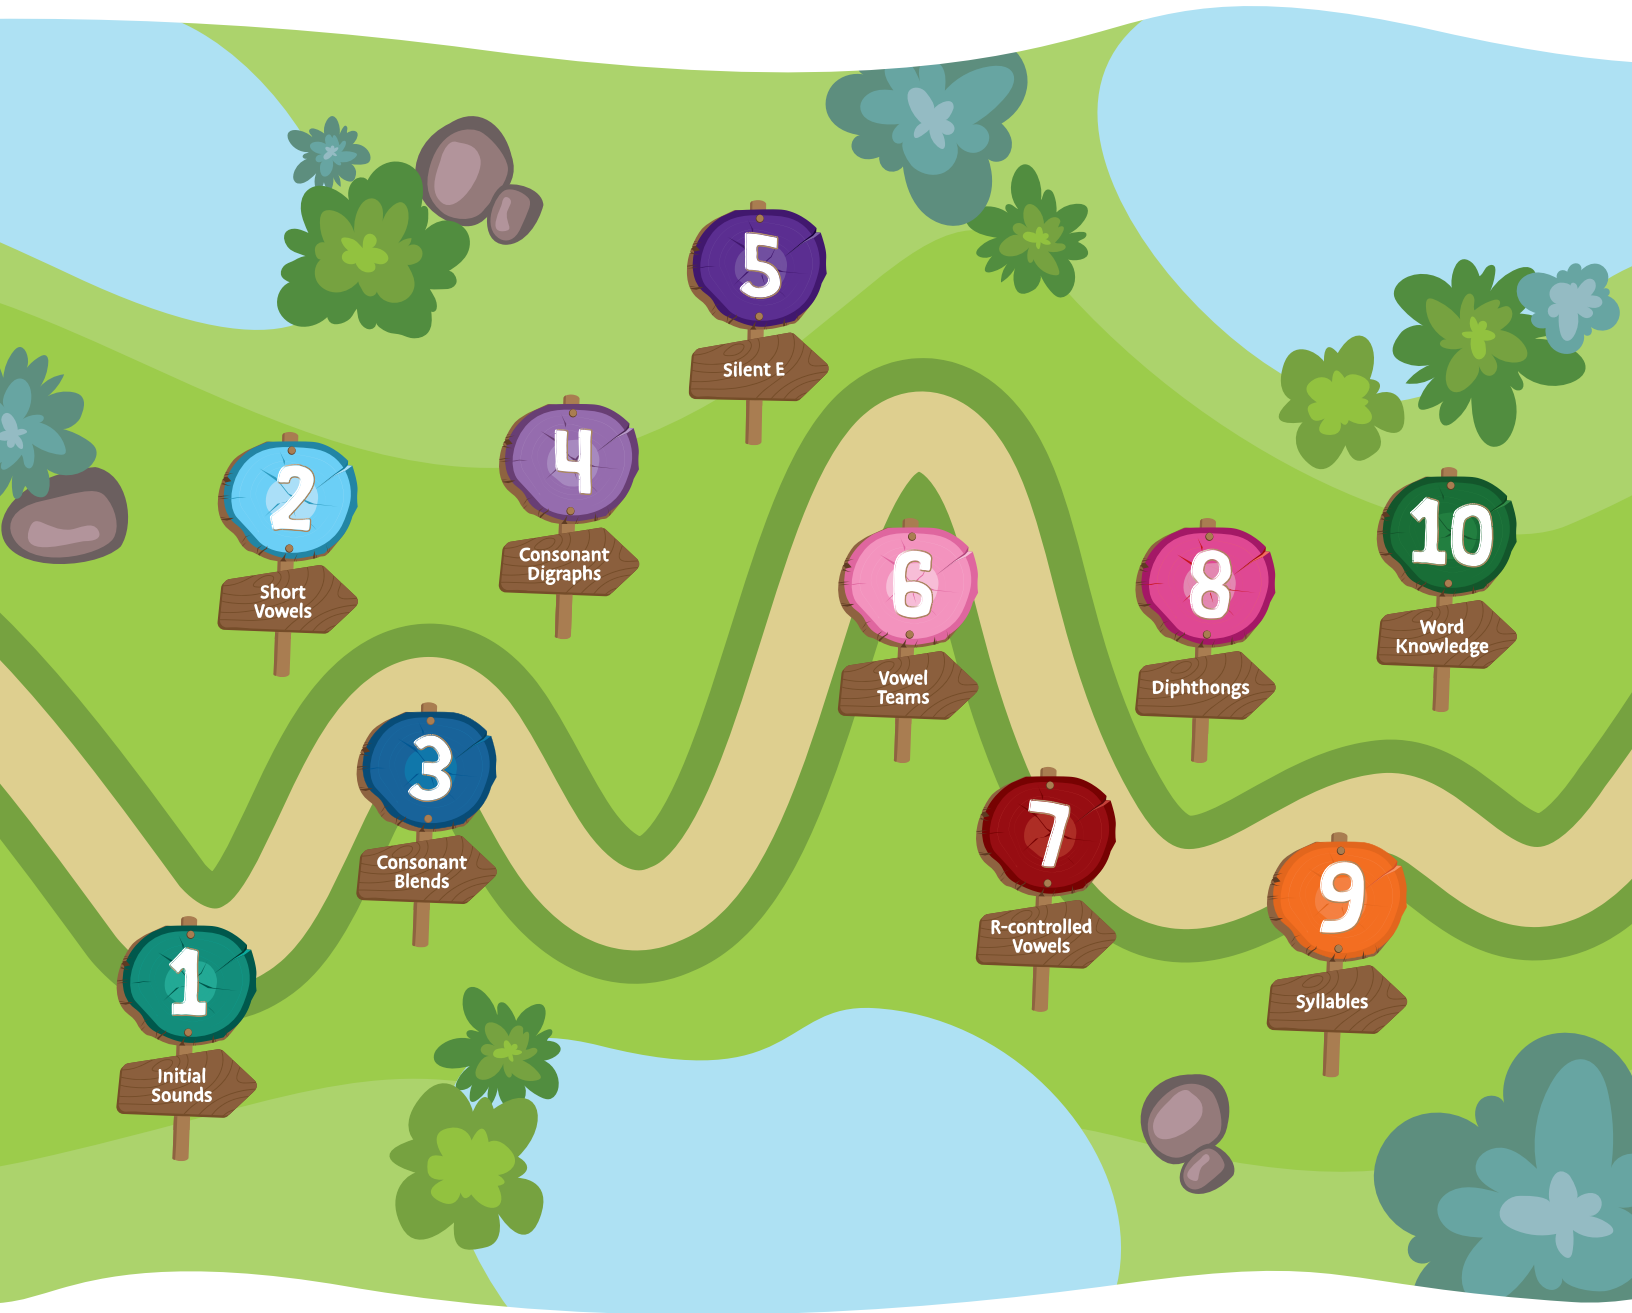 1
Initial
Sounds
2
Short
Vowels
3
Consonant
Blends
4
Consonant
Digraphs
5
Silent E
6
Vowel
Teams
7
R-controlled
Vowels
8
Diphthongs
9
Syllables
10
Word
Knowledge